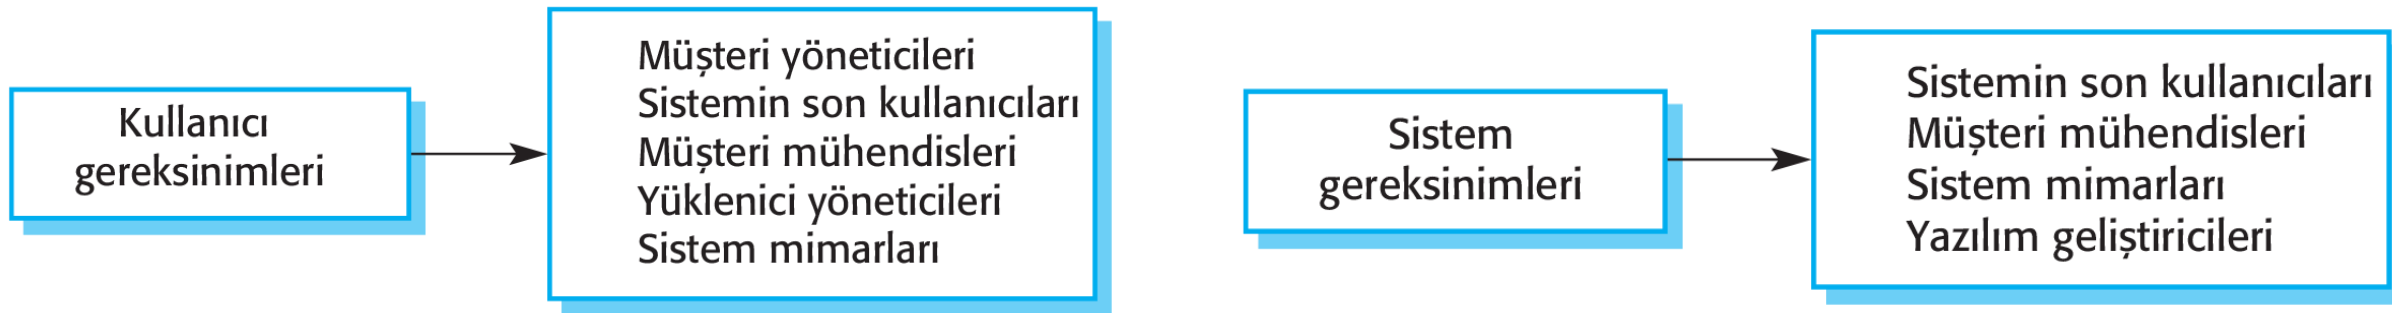 Kullanıcı
gereksinimleri
Müşteri yöneticileri
Sistemin son kullanıcıları
Müşteri mühendisleri
Yüklenici yöneticileri
Sistem mimarları
Sistem
gereksinimleri
Sistemin son kullanıcıları
Müşteri mühendisleri
Sistem mimarları
Yazılım geliştiricileri